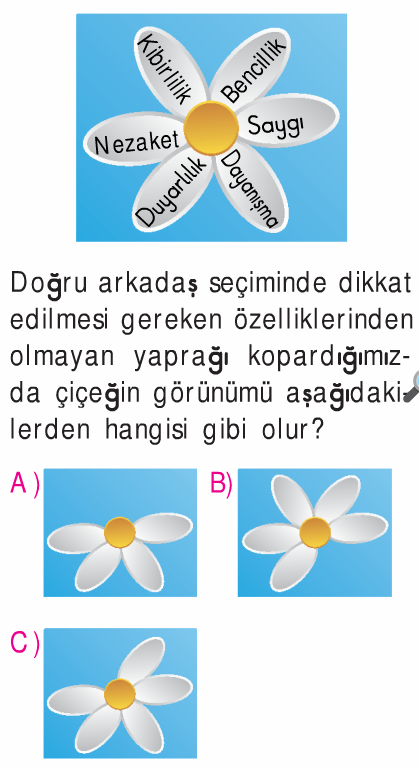 Kibirlilik
Bencillik
Nezaket
Saygı
Duyarlılık
Dayanışma
Doğru arkadaş seçiminde dikkat
edilmesi gereken özelliklerinden
olmayan yaprağı kopardığımız-
da çiçeğin görünümü aşağıdaki-
lerden hangisi gibi olur?
A) B)
C)